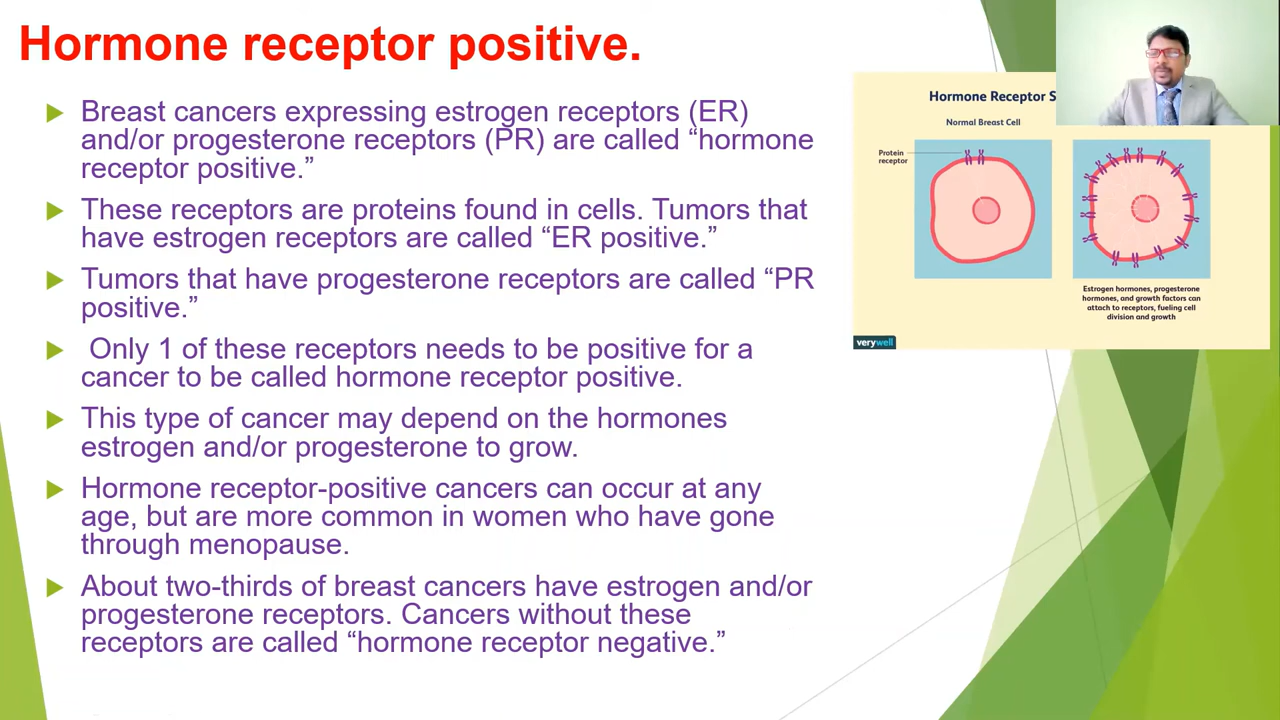 Hormone receptor positive.
Breast cancers expressing estrogen receptors (ER)
and/or progesterone receptors (PR) are called “hormone
receptor positive.”
These receptors are proteins found in cells. Tumors that
have estrogen receptors are called “ER positive.”
Tumors that have progesterone receptors are called “PR
positive.”
Only 1 of these receptors needs to be positive for a
cancer to be called hormone receptor positive.
This type of cancer may depend on the hormones
estrogen and/or progesterone to grow.
Hormone receptor-positive cancers can occur at any
age, but are more common in women who have gone
through menopause.
About two-thirds of breast cancers have estrogen and/or
progesterone receptors. Cancers without these
receptors are called “hormone receptor negative.”
Hormone Receptor S
Normal Breast Cell
Protein
receptor
Estrogen hormones, progesterone
hormones, and growth factors can
attach to receptors, fueling cell
division and growth
verywell